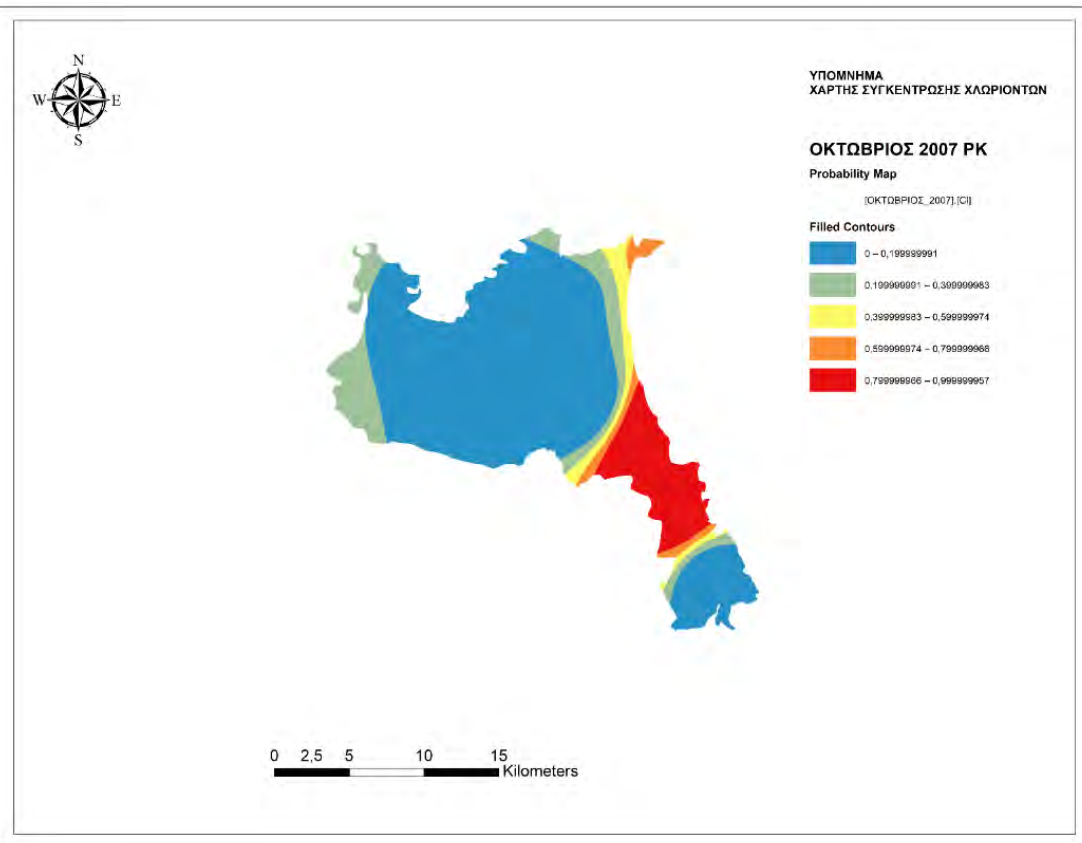 N
W E
S
ΥΠΟΜΝΗΜΑ
ΧΑΡΤΗΣ ΣΥΓΚΕΝΤΡΩΣΗΣ ΧΛΩΡΙΟΝΤΩΝ
ΟΚΤΩΒΡΙΟΣ 2007 PK
Probability Map
[ΟΚΤΩΒΡΙΟΣ_2007].[Cl]
Filled Contours
0 – 0,199999991
0,199999991 – 0,399999983
0,399999983 – 0,599999974
0,599999974 – 0,799999966
0,799999966 – 0,999999957
0 2,5 5 10 15
Kilometers